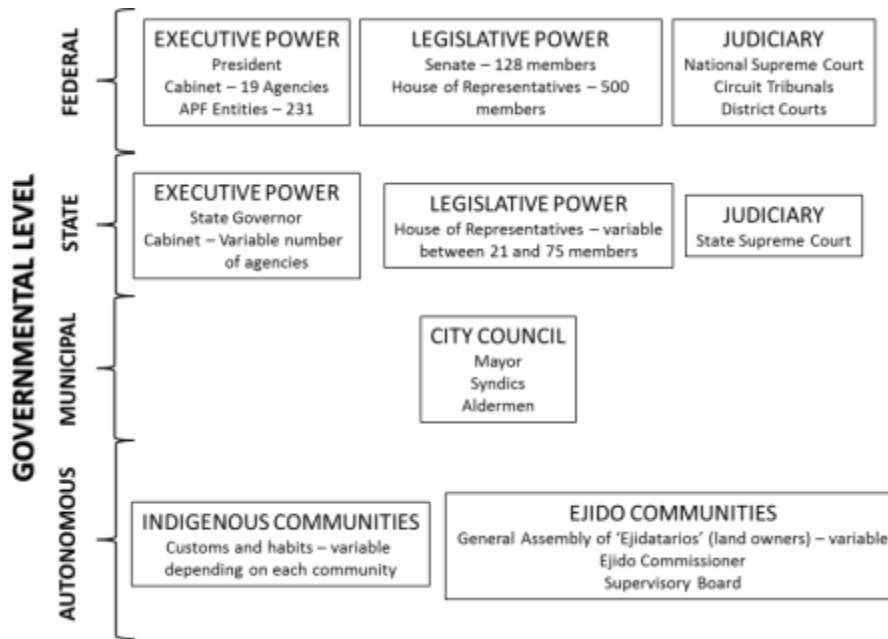 GOVERNMENTAL LEVEL
FEDERAL
EXECUTIVE POWER
President
Cabinet – 19 Agencies
APF Entities – 231
LEGISLATIVE POWER
Senate – 128 members
House of Representatives – 500
members
JUDICIARY
National Supreme Court
Circuit Tribunals
District Courts
STATE
EXECUTIVE POWER
State Governor
Cabinet – Variable number
of agencies
LEGISLATIVE POWER
House of Representatives – variable
between 21 and 75 members
JUDICIARY
State Supreme Court
MUNICIPAL
CITY COUNCIL
Mayor
Syndics
Aldermen
AUTONOMOUS
INDIGENOUS COMMUNITIES
Customs and habits – variable
depending on each community
EJIDO COMMUNITIES
General Assembly of ‘Ejidatarios’ (land owners) – variable
Ejido Commissioner
Supervisory Board